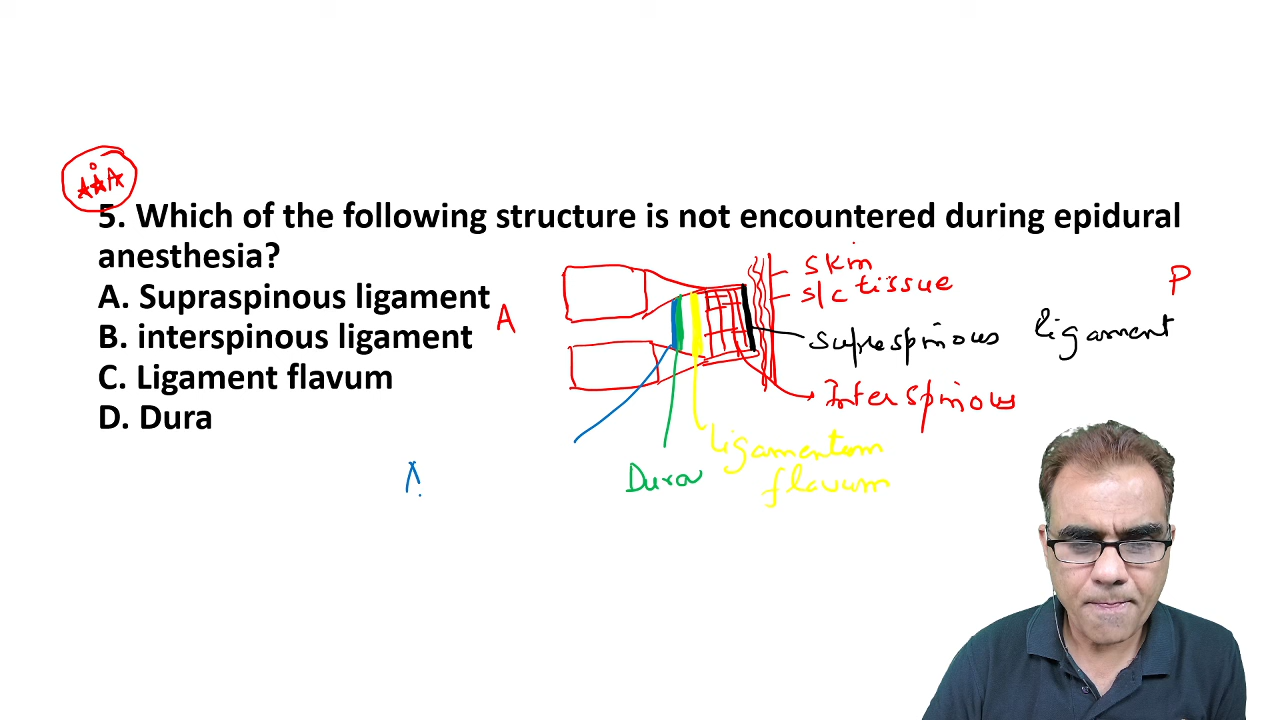 5. Which of the following structure is not encountered during epidural
anesthesia?
A. Supraspinous ligament
B. interspinous ligament
C. Ligament flavum
D. Dura
A
P
skin
s/c tissue
supraspinous ligament
Interspinous
Ligamentum
flavum
Dura